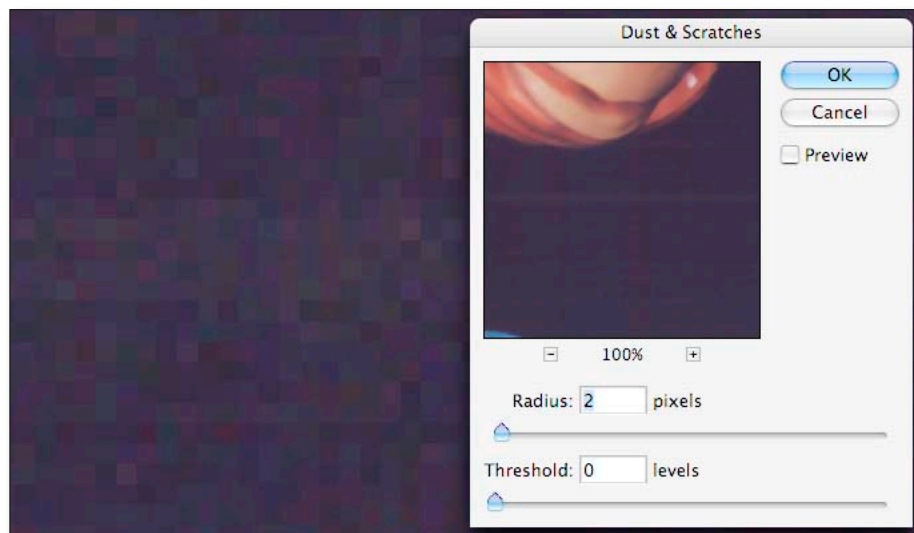 Dust & Scratches
OK
Cancel
Preview
- 100% +
Radius: 2 pixels
Threshold: 0 levels